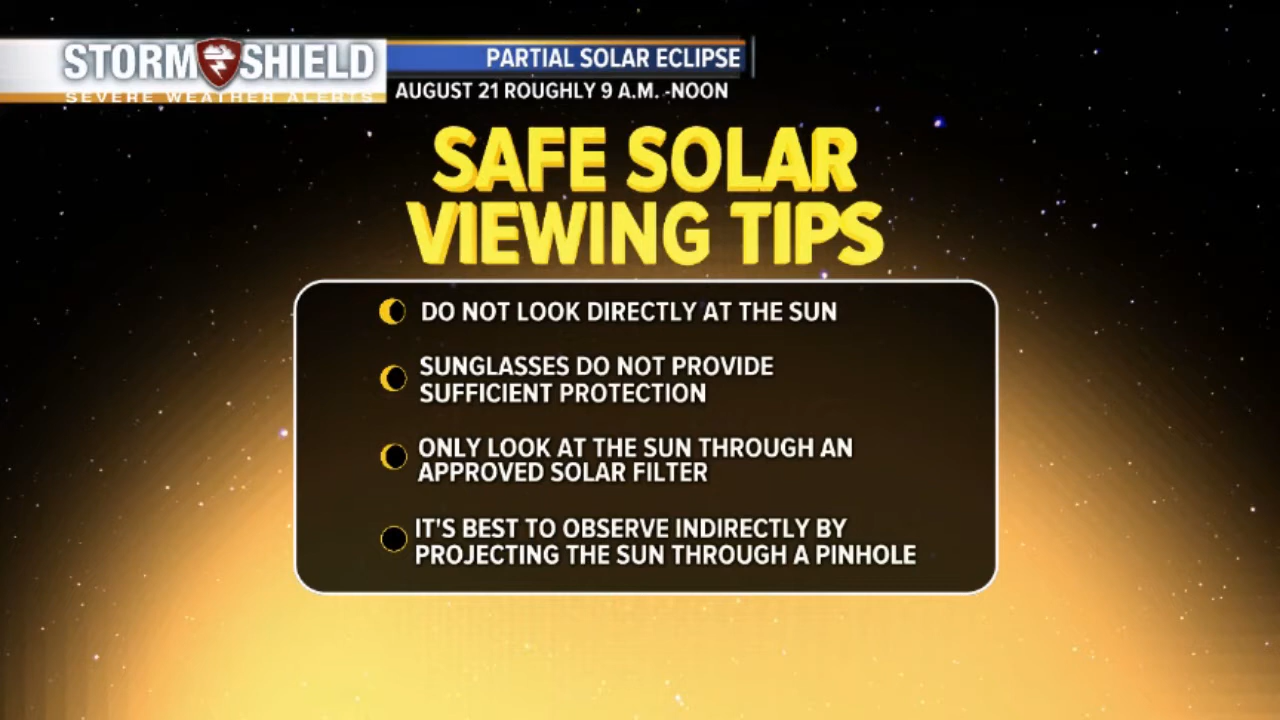 STORM SHIELD
SEVERE WEATHER ALERTS
PARTIAL SOLAR ECLIPSE
AUGUST 21 ROUGHLY 9 A.M. -NOON
SAFE SOLAR
VIEWING TIPS
DO NOT LOOK DIRECTLY AT THE SUN
SUNGLASSES DO NOT PROVIDE
SUFFICIENT PROTECTION
ONLY LOOK AT THE SUN THROUGH AN
APPROVED SOLAR FILTER
IT'S BEST TO OBSERVE INDIRECTLY BY
PROJECTING THE SUN THROUGH A PINHOLE